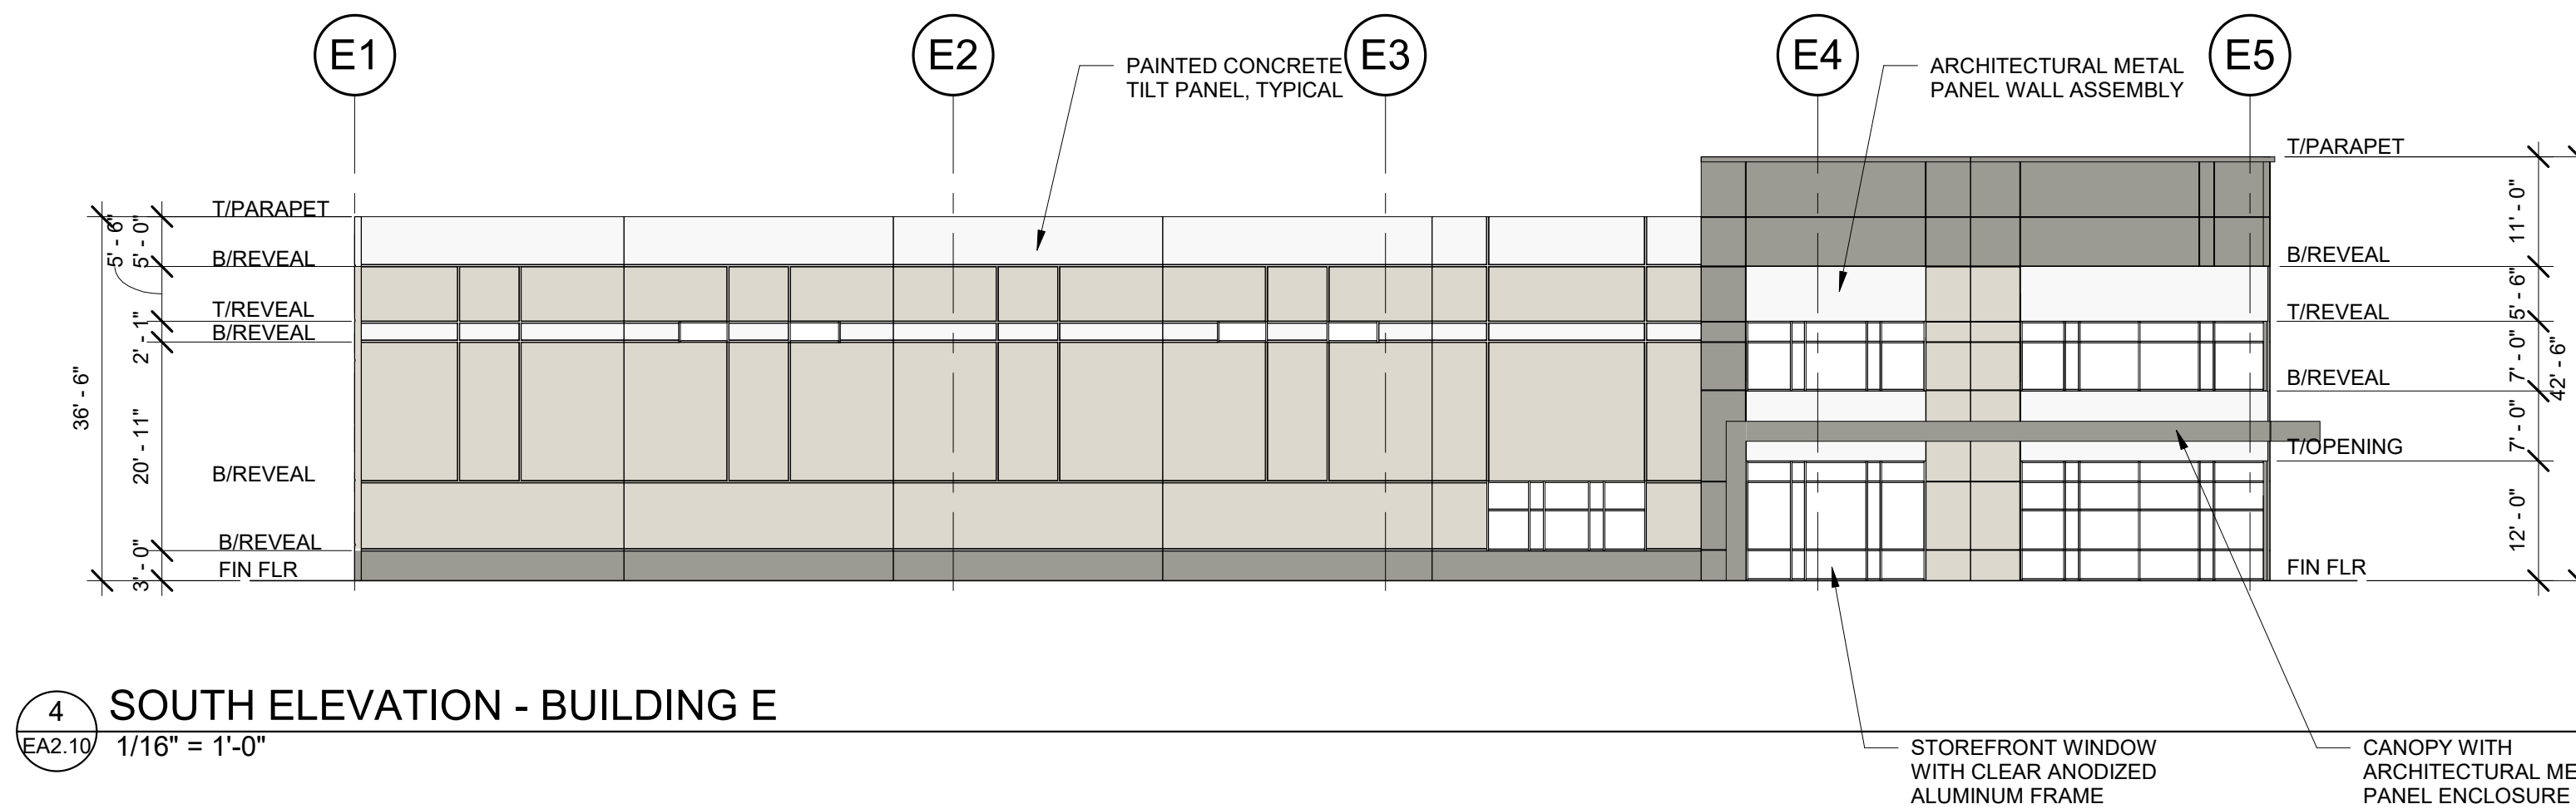 E1
E2
E3
E4
E5
PAINTED CONCRETE
TILT PANEL, TYPICAL
ARCHITECTURAL METAL
PANEL WALL ASSEMBLY
T/PARAPET
B/REVEAL
T/REVEAL
B/REVEAL
B/REVEAL
B/REVEAL
FIN FLR
36' - 6"
5' - 6"
5' - 0"
2' - 1"
20' - 11"
3' - 0"
T/PARAPET
B/REVEAL
T/REVEAL
B/REVEAL
T/OPENING
FIN FLR
11' - 0"
5' - 6"
7' - 0"
7' - 0"
12' - 0"
42' - 6"
4
EA2.10
SOUTH ELEVATION - BUILDING E
1/16" = 1'-0"
STOREFRONT WINDOW
WITH CLEAR ANODIZED
ALUMINUM FRAME
CANOPY WITH
ARCHITECTURAL ME
PANEL ENCLOSURE